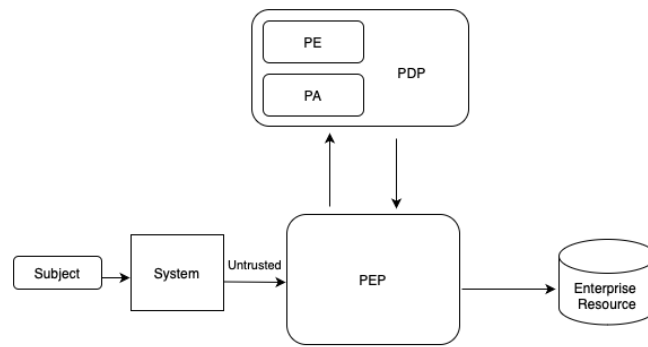 PE
PDP
PA
Subject
System
Untrusted
PEP
Enterprise
Resource